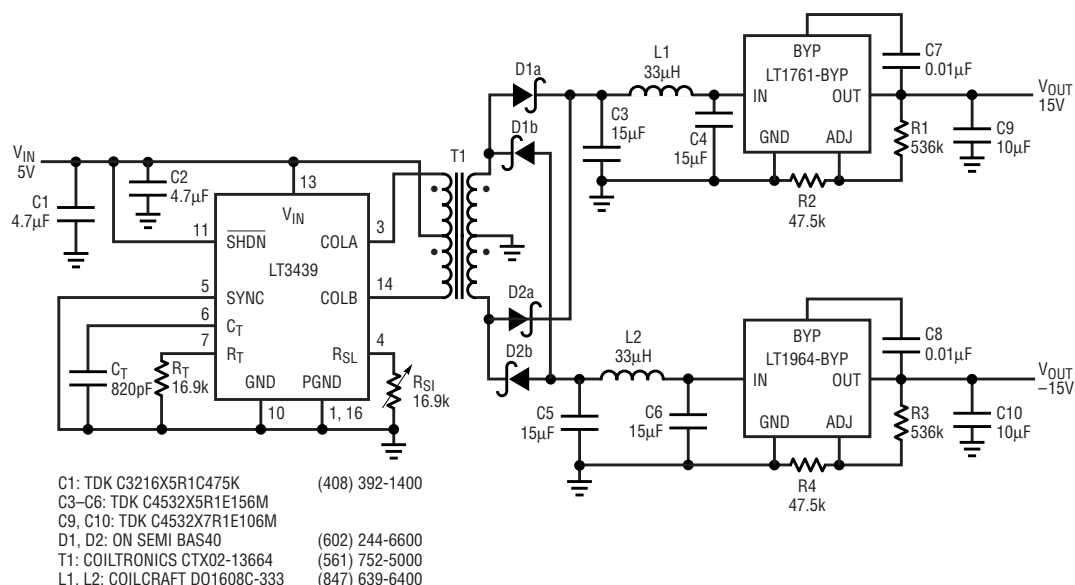 V_IN
5V
C1
4.7µF
C2
4.7µF
13
V_IN
11
SHDN
COLA
3
LT3439
5
SYNC
COLB
14
6
C_T
7
R_T
R_SL
4
GND
PGND
10
1, 16
C_T
820pF
R_T
16.9k
R_SI
16.9k
T1
D1a
D1b
D2a
D2b
L1
33µH
C3
15µF
C4
15µF
BYP
LT1761-BYP
IN
OUT
GND
ADJ
C7
0.01µF
V_OUT
15V
R1
536k
C9
10µF
R2
47.5k
L2
33µH
C5
15µF
C6
15µF
BYP
LT1964-BYP
IN
OUT
GND
ADJ
C8
0.01µF
V_OUT
–15V
R3
536k
C10
10µF
R4
47.5k
C1: TDK C3216X5R1C475K (408) 392-1400
C3–C6: TDK C4532X5R1E156M
C9, C10: TDK C4532X7R1E106M
D1, D2: ON SEMI BAS40 (602) 244-6600
T1: COILTRONICS CTX02-13664 (561) 752-5000
L1, L2: COILCRAFT DO1608C-333 (847) 639-6400